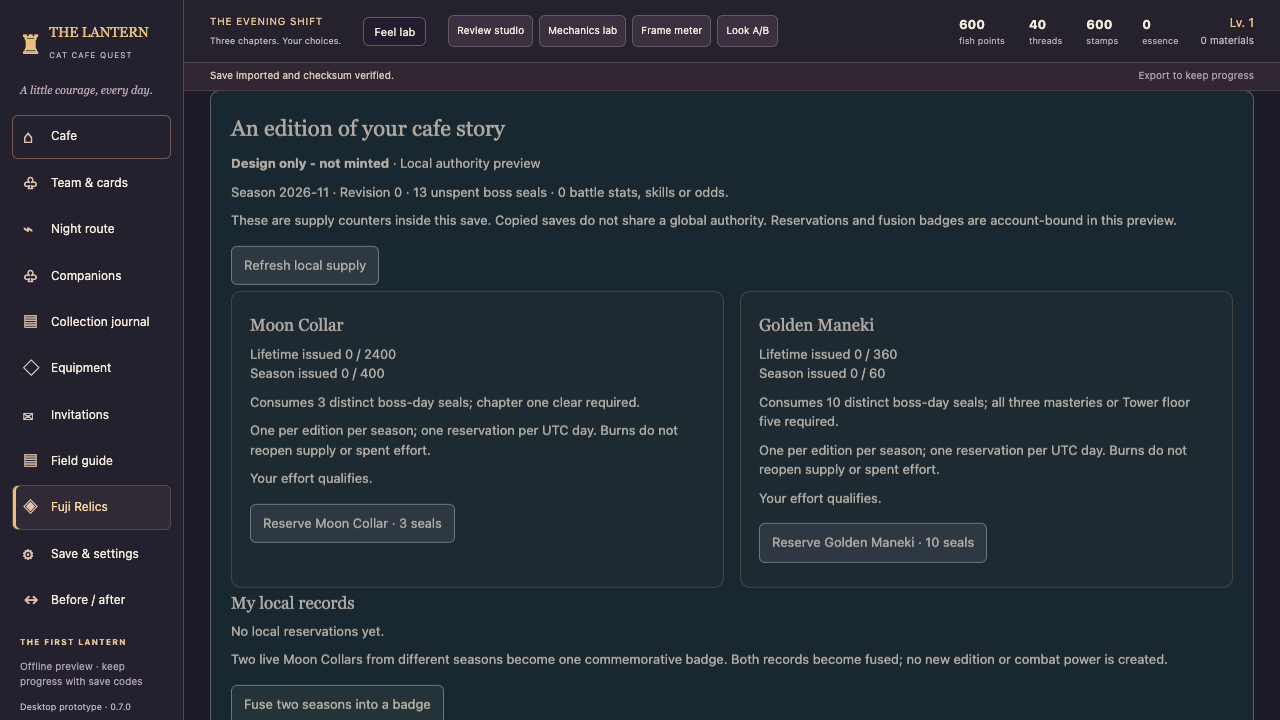 THE LANTERN
CAT CAFE QUEST
A little courage, every day.
Cafe
Team & cards
Night route
Companions
Collection journal
Equipment
Invitations
Field guide
Fuji Relics
Save & settings
Before / after
THE FIRST LANTERN
Offline preview · keep
progress with save codes
Desktop prototype · 0.7.0
THE EVENING SHIFT
Three chapters. Your choices.
Feel lab
Review studio
Mechanics lab
Frame meter
Look A/B
600
fish points
40
threads
600
stamps
0
essence
Lv. 1
0 materials
Save imported and checksum verified.
Export to keep progress
An edition of your cafe story
Design only - not minted · Local authority preview
Season 2026-11 · Revision 0 · 13 unspent boss seals · 0 battle stats, skills or odds.
These are supply counters inside this save. Copied saves do not share a global authority. Reservations and fusion badges are account-bound in this preview.
Refresh local supply
Moon Collar
Lifetime issued 0 / 2400
Season issued 0 / 400
Consumes 3 distinct boss-day seals; chapter one clear required.
One per edition per season; one reservation per UTC day. Burns do not
reopen supply or spent effort.
Your effort qualifies.
Reserve Moon Collar · 3 seals
Golden Maneki
Lifetime issued 0 / 360
Season issued 0 / 60
Consumes 10 distinct boss-day seals; all three masteries or Tower floor
five required.
One per edition per season; one reservation per UTC day. Burns do not
reopen supply or spent effort.
Your effort qualifies.
Reserve Golden Maneki · 10 seals
My local records
No local reservations yet.
Two live Moon Collars from different seasons become one commemorative badge. Both records become fused; no new edition or combat power is created.
Fuse two seasons into a badge